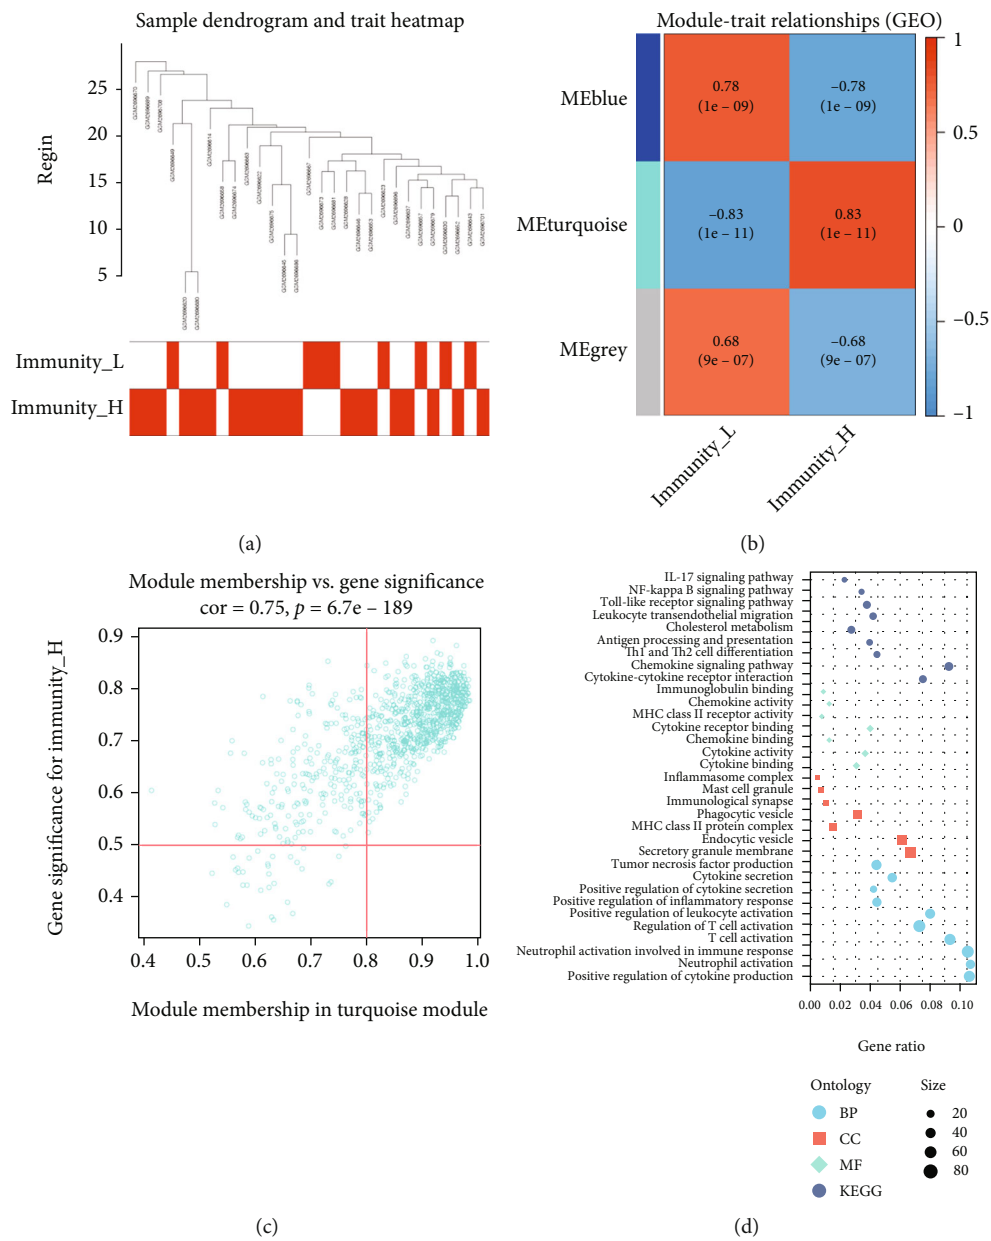 Sample dendrogram and trait heatmap
Regin
25
20
15
10
5
Immunity_L
Immunity_H
(a)
Module-trait relationships (GEO)
MEblue
MEturquoise
MEgrey
0.78
(1e – 09)
–0.78
(1e – 09)
–0.83
(1e – 11)
0.83
(1e – 11)
0.68
(9e – 07)
–0.68
(9e – 07)
Immunity_L
Immunity_H
1
0.5
0
–0.5
–1
(b)
Module membership vs. gene significance
cor = 0.75, p = 6.7e – 189
Gene significance for immunity_H
0.9
0.8
0.7
0.6
0.5
0.4
0.4 0.5 0.6 0.7 0.8 0.9 1.0
Module membership in turquoise module
(c)
IL-17 signaling pathway
NF-kappa B signaling pathway
Toll-like receptor signaling pathway
Leukocyte transendothelial migration
Cholesterol metabolism
Antigen processing and presentation
Th1 and Th2 cell differentiation
Chemokine signaling pathway
Cytokine-cytokine receptor interaction
Immunoglobulin binding
Chemokine activity
MHC class II receptor activity
Cytokine receptor binding
Chemokine binding
Cytokine activity
Cytokine binding
Inflammasome complex
Mast cell granule
Immunological synapse
Phagocytic vesicle
MHC class II protein complex
Endocytic vesicle
Secretory granule membrane
Tumor necrosis factor production
Cytokine secretion
Positive regulation of cytokine secretion
Positive regulation of inflammatory response
Positive regulation of leukocyte activation
Regulation of T cell activation
T cell activation
Neutrophil activation involved in immune response
Neutrophil activation
Positive regulation of cytokine production
0.00 0.02 0.04 0.06 0.08 0.10
Gene ratio
Ontology
BP
CC
MF
KEGG
Size
20
40
60
80
(d)